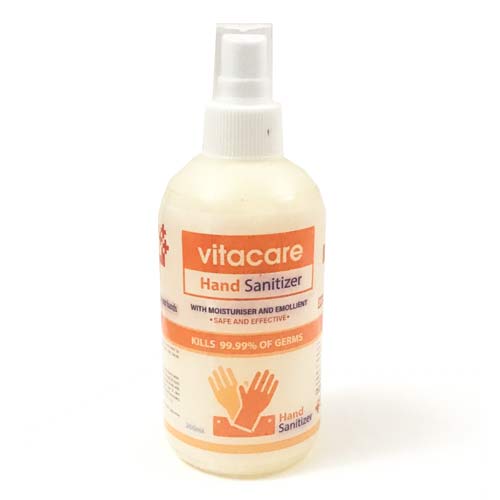 vitacare
Hand Sanitizer
WITH MOISTURISER AND EMOLLIENT
• SAFE AND EFFECTIVE •
KILLS 99.99% OF GERMS
Hand
Sanitizer